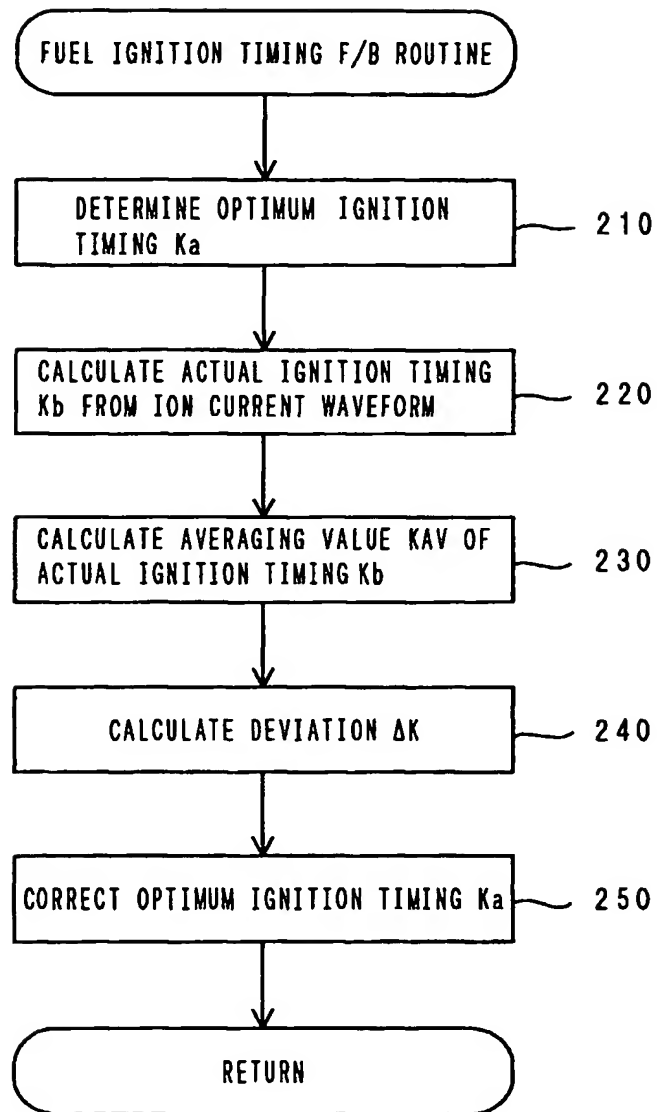 FUEL IGNITION TIMING F/B ROUTINE
DETERMINE OPTIMUM IGNITION
TIMING Ka
210
CALCULATE ACTUAL IGNITION TIMING
Kb FROM ION CURRENT WAVEFORM
220
CALCULATE AVERAGING VALUE KAV OF
ACTUAL IGNITION TIMING Kb
230
CALCULATE DEVIATION ΔK
240
CORRECT OPTIMUM IGNITION TIMING Ka
250
RETURN